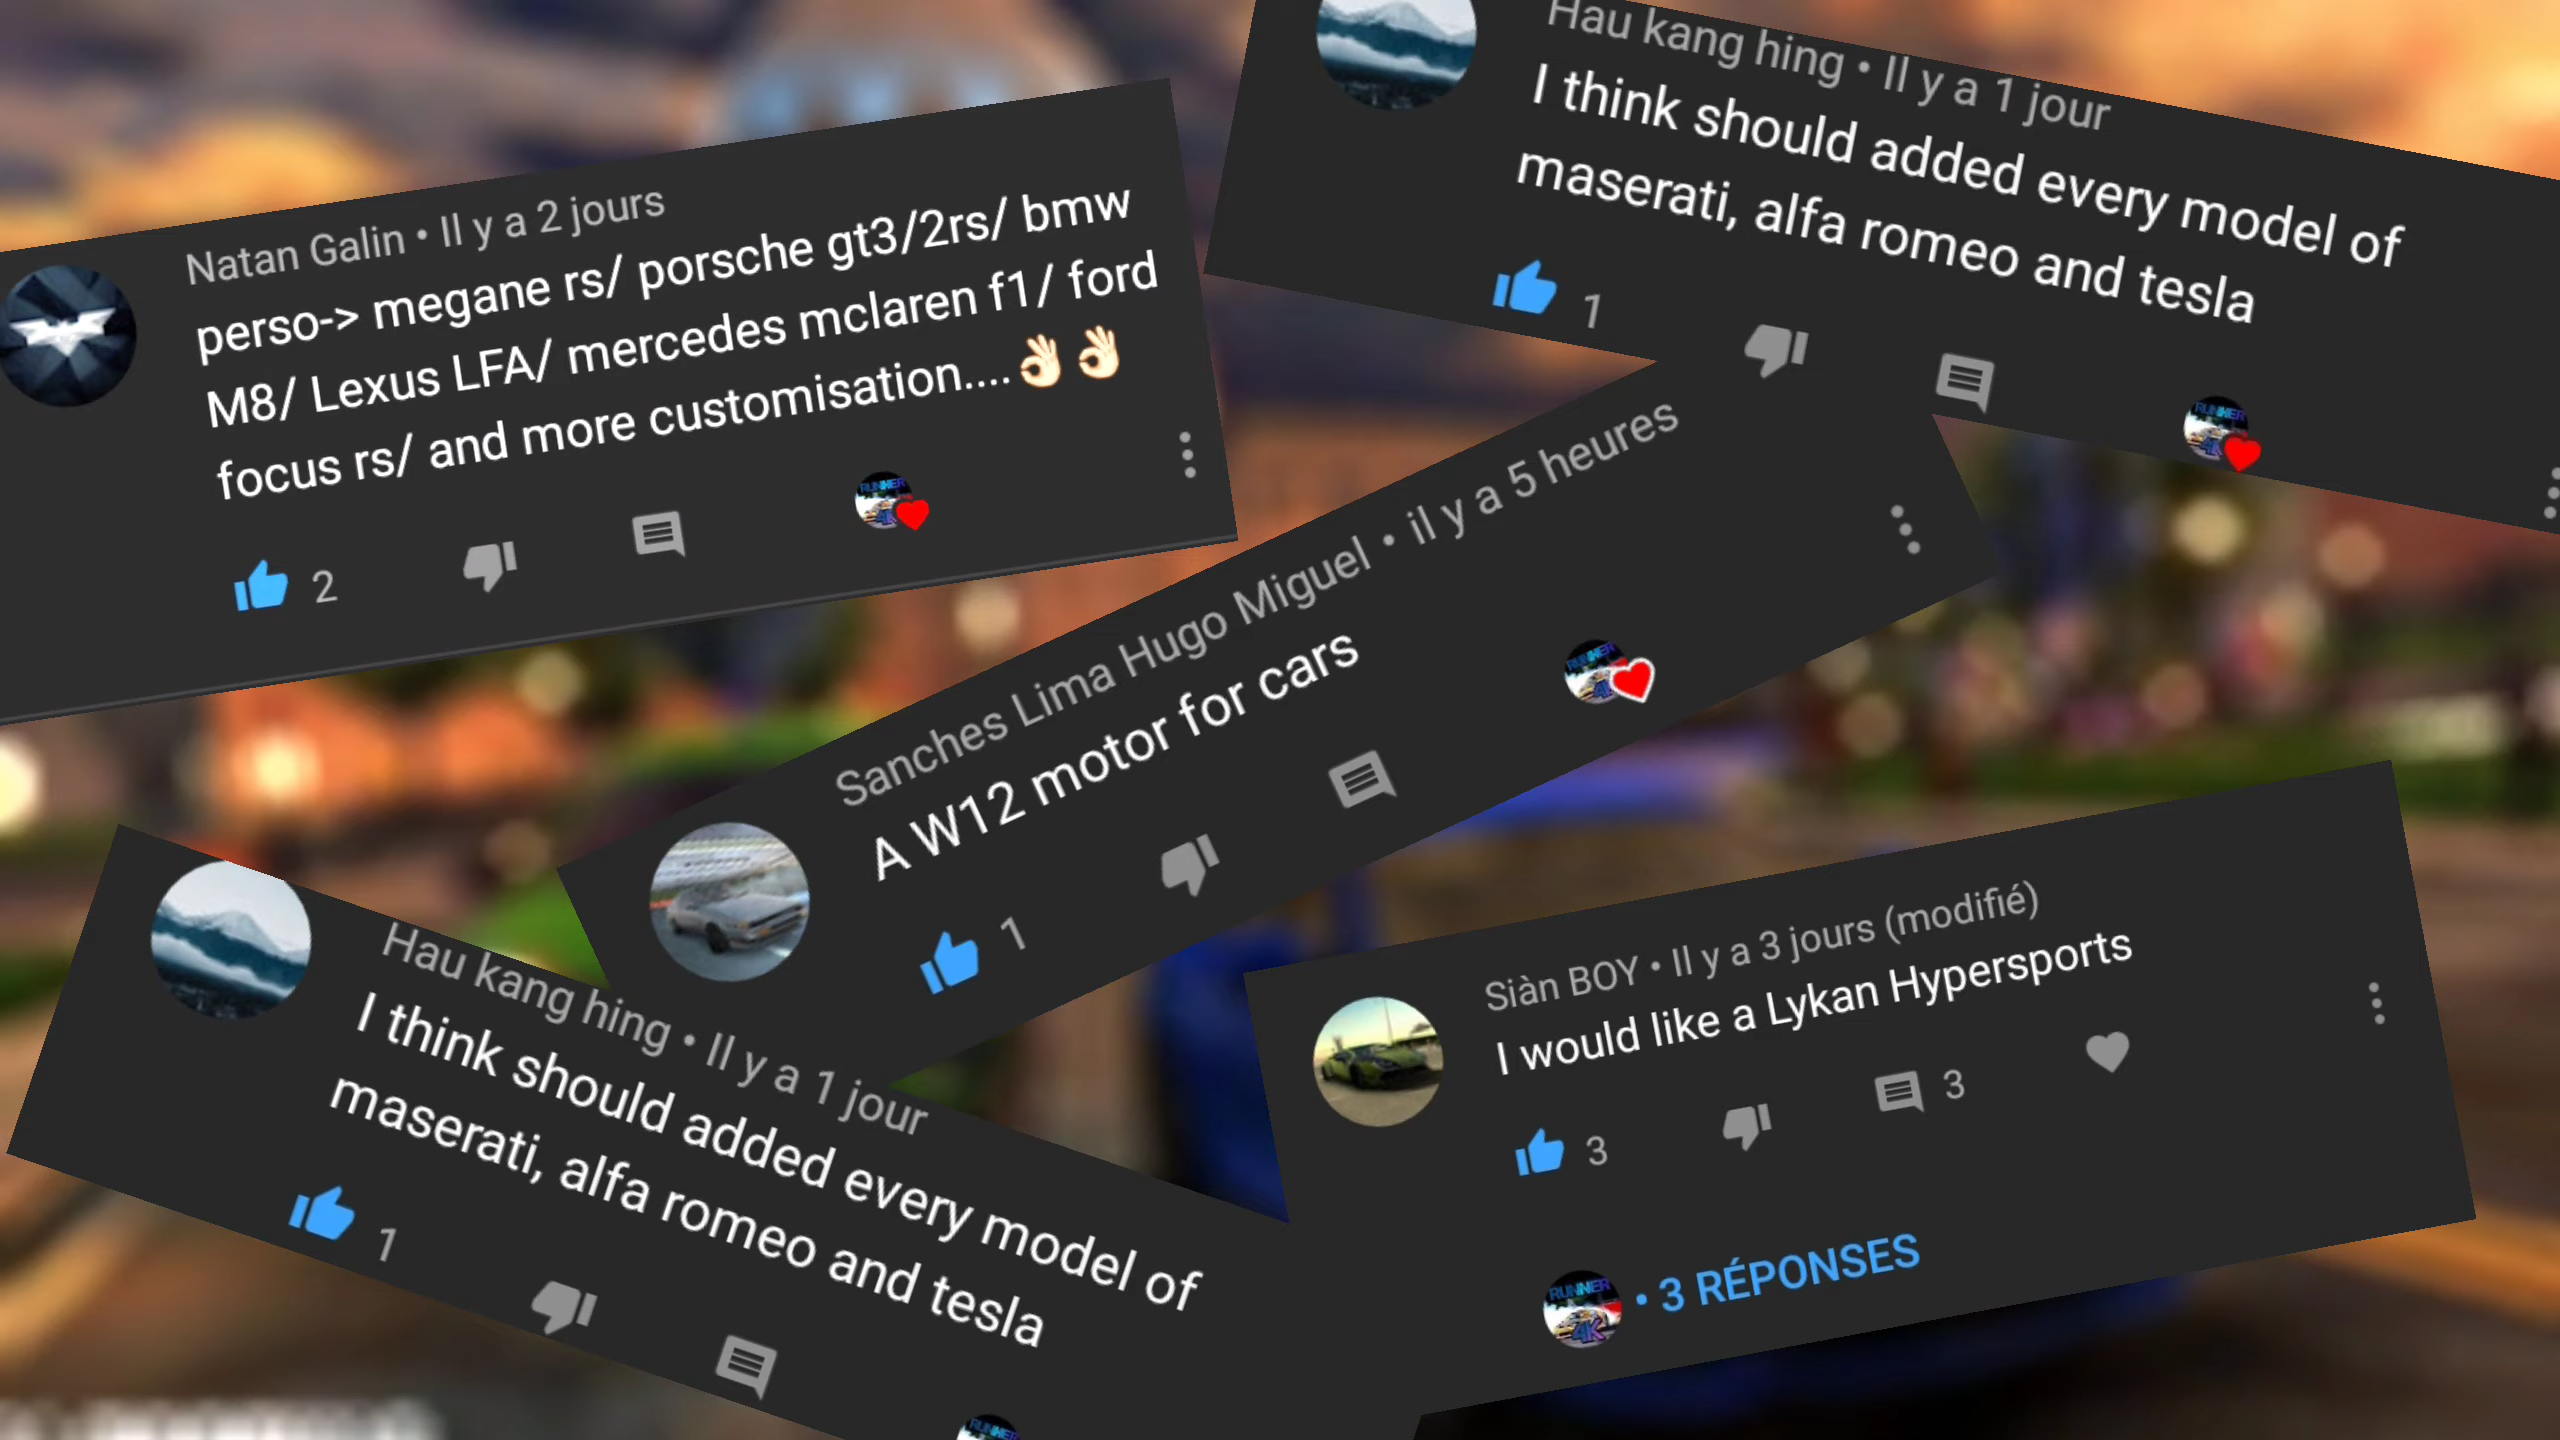 Hau kang hing • Il y a 1 jour
I think should added every model of
maserati, alfa romeo and tesla
1
Natan Galin • Il y a 2 jours
perso-> megane rs/ porsche gt3/2rs/ bmw
M8/ Lexus LFA/ mercedes mclaren f1/ ford
focus rs/ and more customisation....👌🏻👌🏻
2
RUNNER
4K
Sanches Lima Hugo Miguel • il y a 5 heures
A W12 motor for cars
1
Hau kang hing • Il y a 1 jour
I think should added every model of
maserati, alfa romeo and tesla
1
Siàn BOY • Il y a 3 jours (modifié)
I would like a Lykan Hypersports
3
3
RUNNER
4K
• 3 RÉPONSES